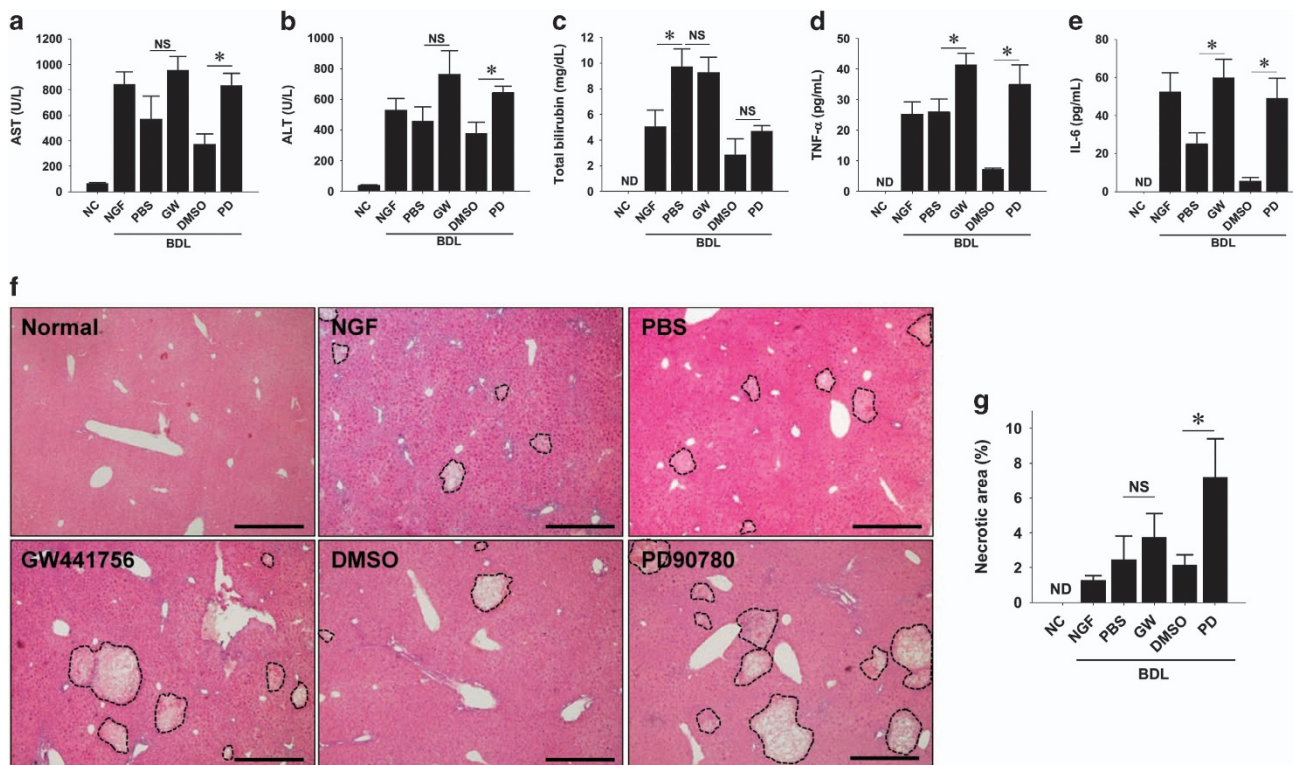 a
AST (U/L)
1200
1000
800
600
400
200
0
NS
*
NC
NGF
PBS
GW
DMSO
PD
BDL
b
ALT (U/L)
1000
800
600
400
200
0
NS
*
NC
NGF
PBS
GW
DMSO
PD
BDL
c
Total bilirubin (mg/dL)
12
10
8
6
4
2
0
* NS
NS
ND
NC
NGF
PBS
GW
DMSO
PD
BDL
d
TNF-α (pg/mL)
50
40
30
20
10
0
*
*
ND
NC
NGF
PBS
GW
DMSO
PD
BDL
e
IL-6 (pg/mL)
80
60
40
20
0
*
*
ND
NC
NGF
PBS
GW
DMSO
PD
BDL
f
Normal
NGF
PBS
GW441756
DMSO
PD90780
g
Necrotic area (%)
10
8
6
4
2
0
*
NS
ND
NC
NGF
PBS
GW
DMSO
PD
BDL